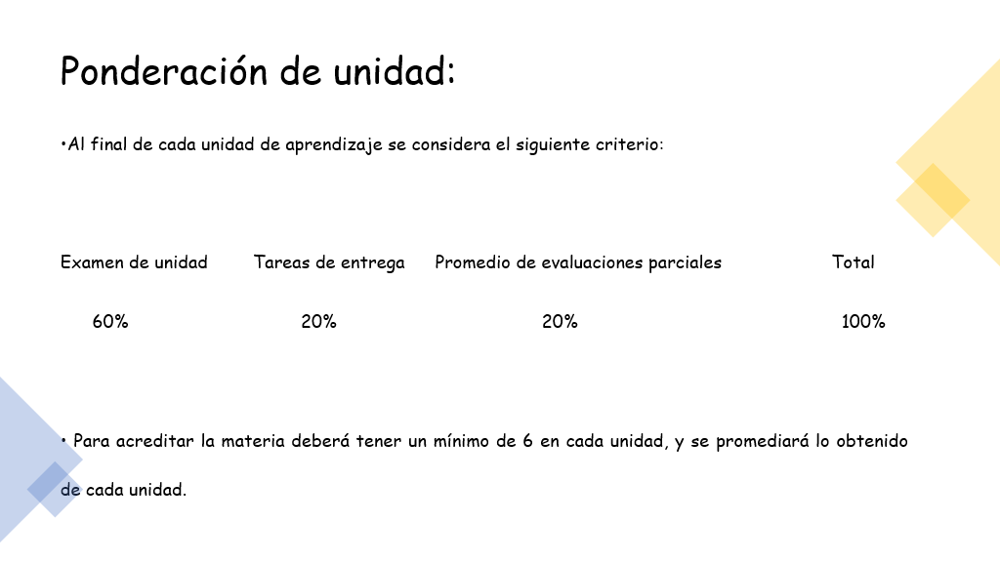 Ponderación de unidad:
•Al final de cada unidad de aprendizaje se considera el siguiente criterio:
Examen de unidad Tareas de entrega Promedio de evaluaciones parciales Total
60% 20% 20% 100%
• Para acreditar la materia deberá tener un mínimo de 6 en cada unidad, y se promediará lo obtenido
de cada unidad.